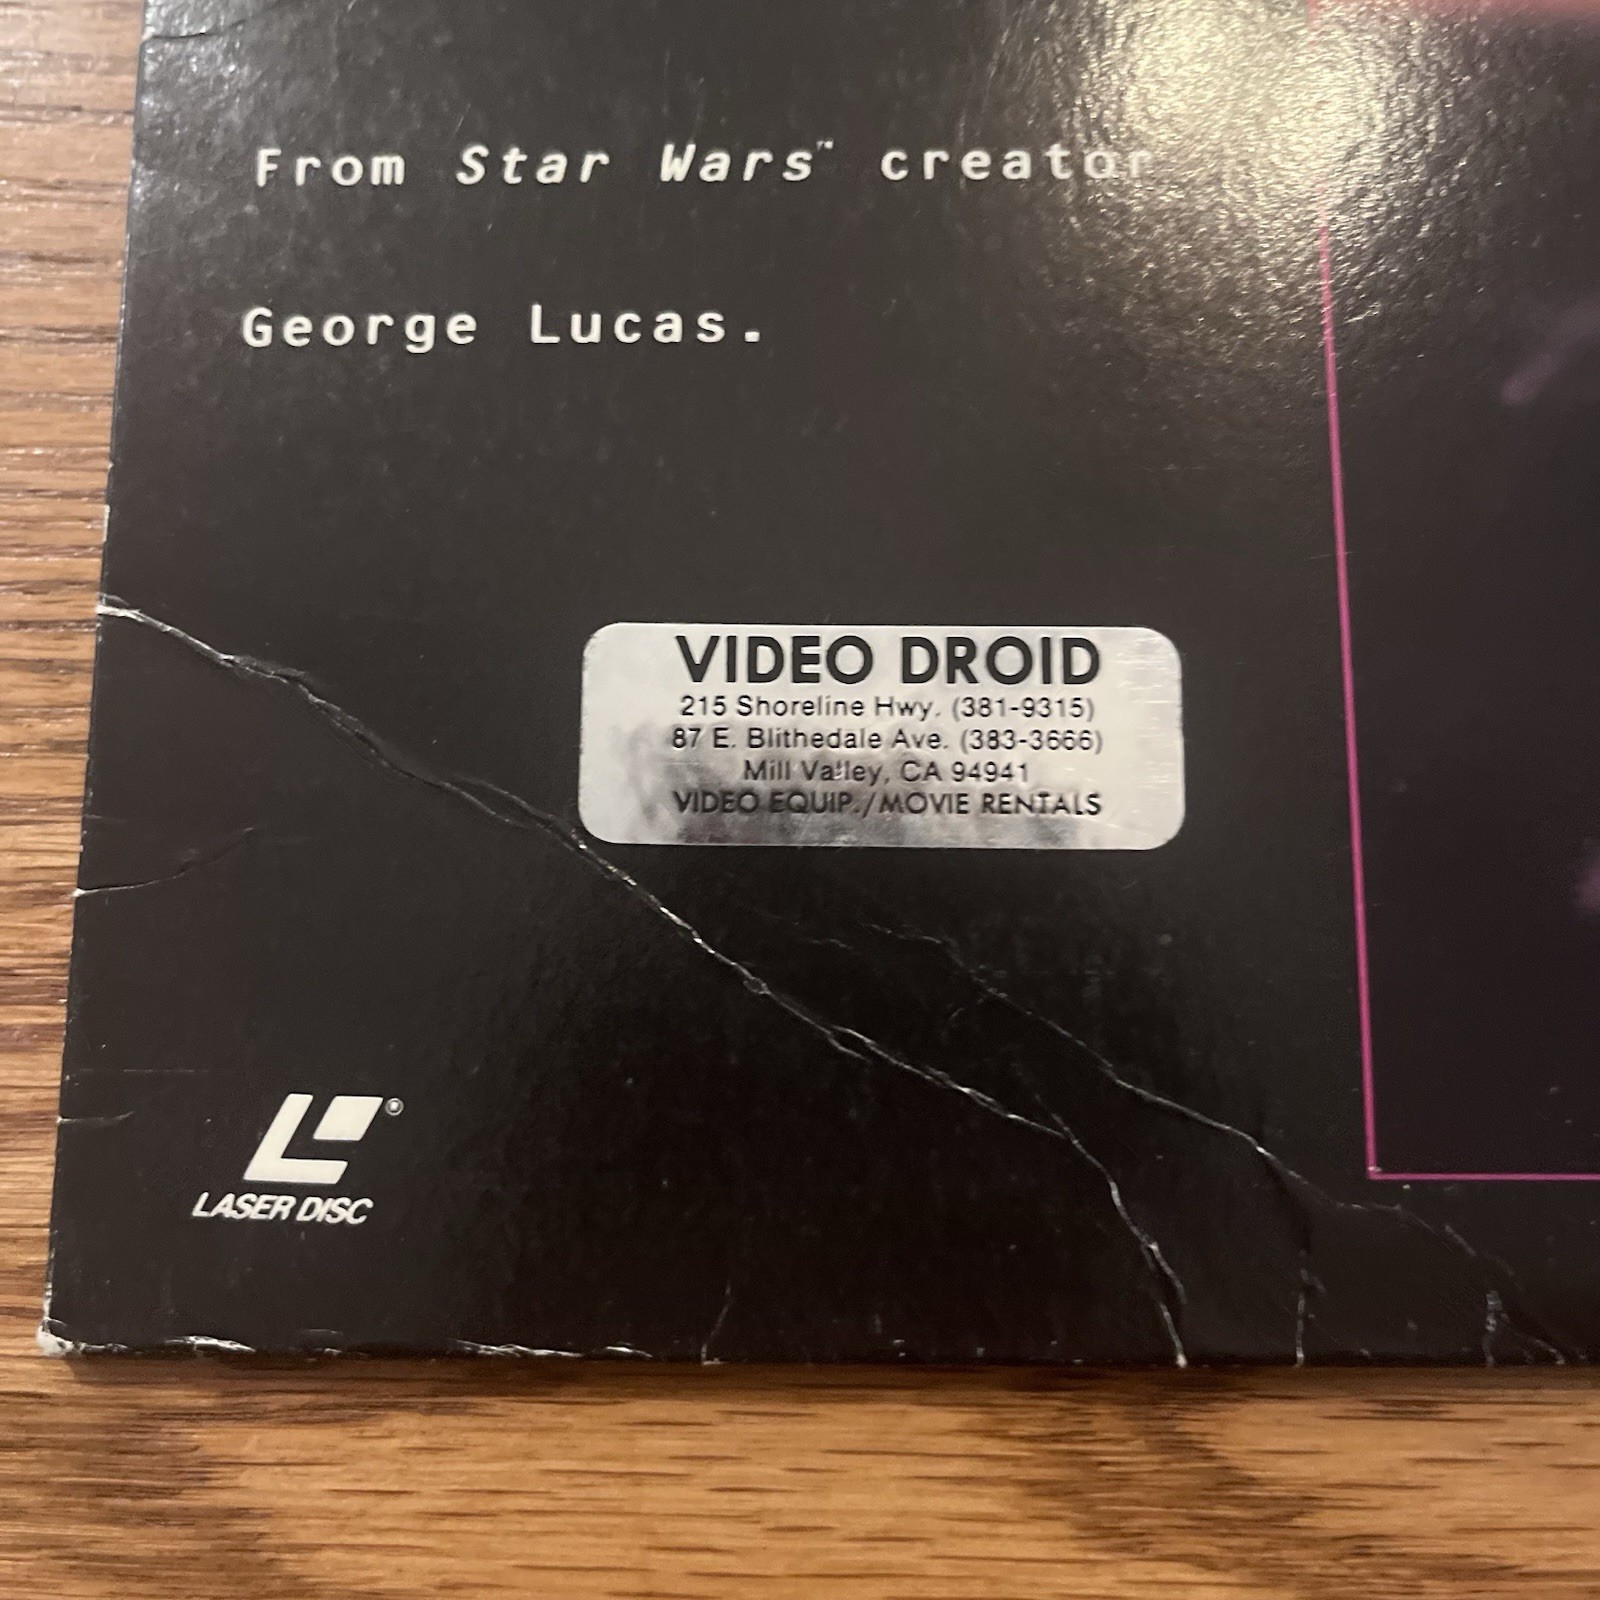 From Star Wars™ creator
George Lucas.
VIDEO DROID
215 Shoreline Hwy. (381-9315)
87 E. Blithedale Ave. (383-3666)
Mill Valley, CA 94941
VIDEO EQUIP./MOVIE RENTALS
®
LASER DISC